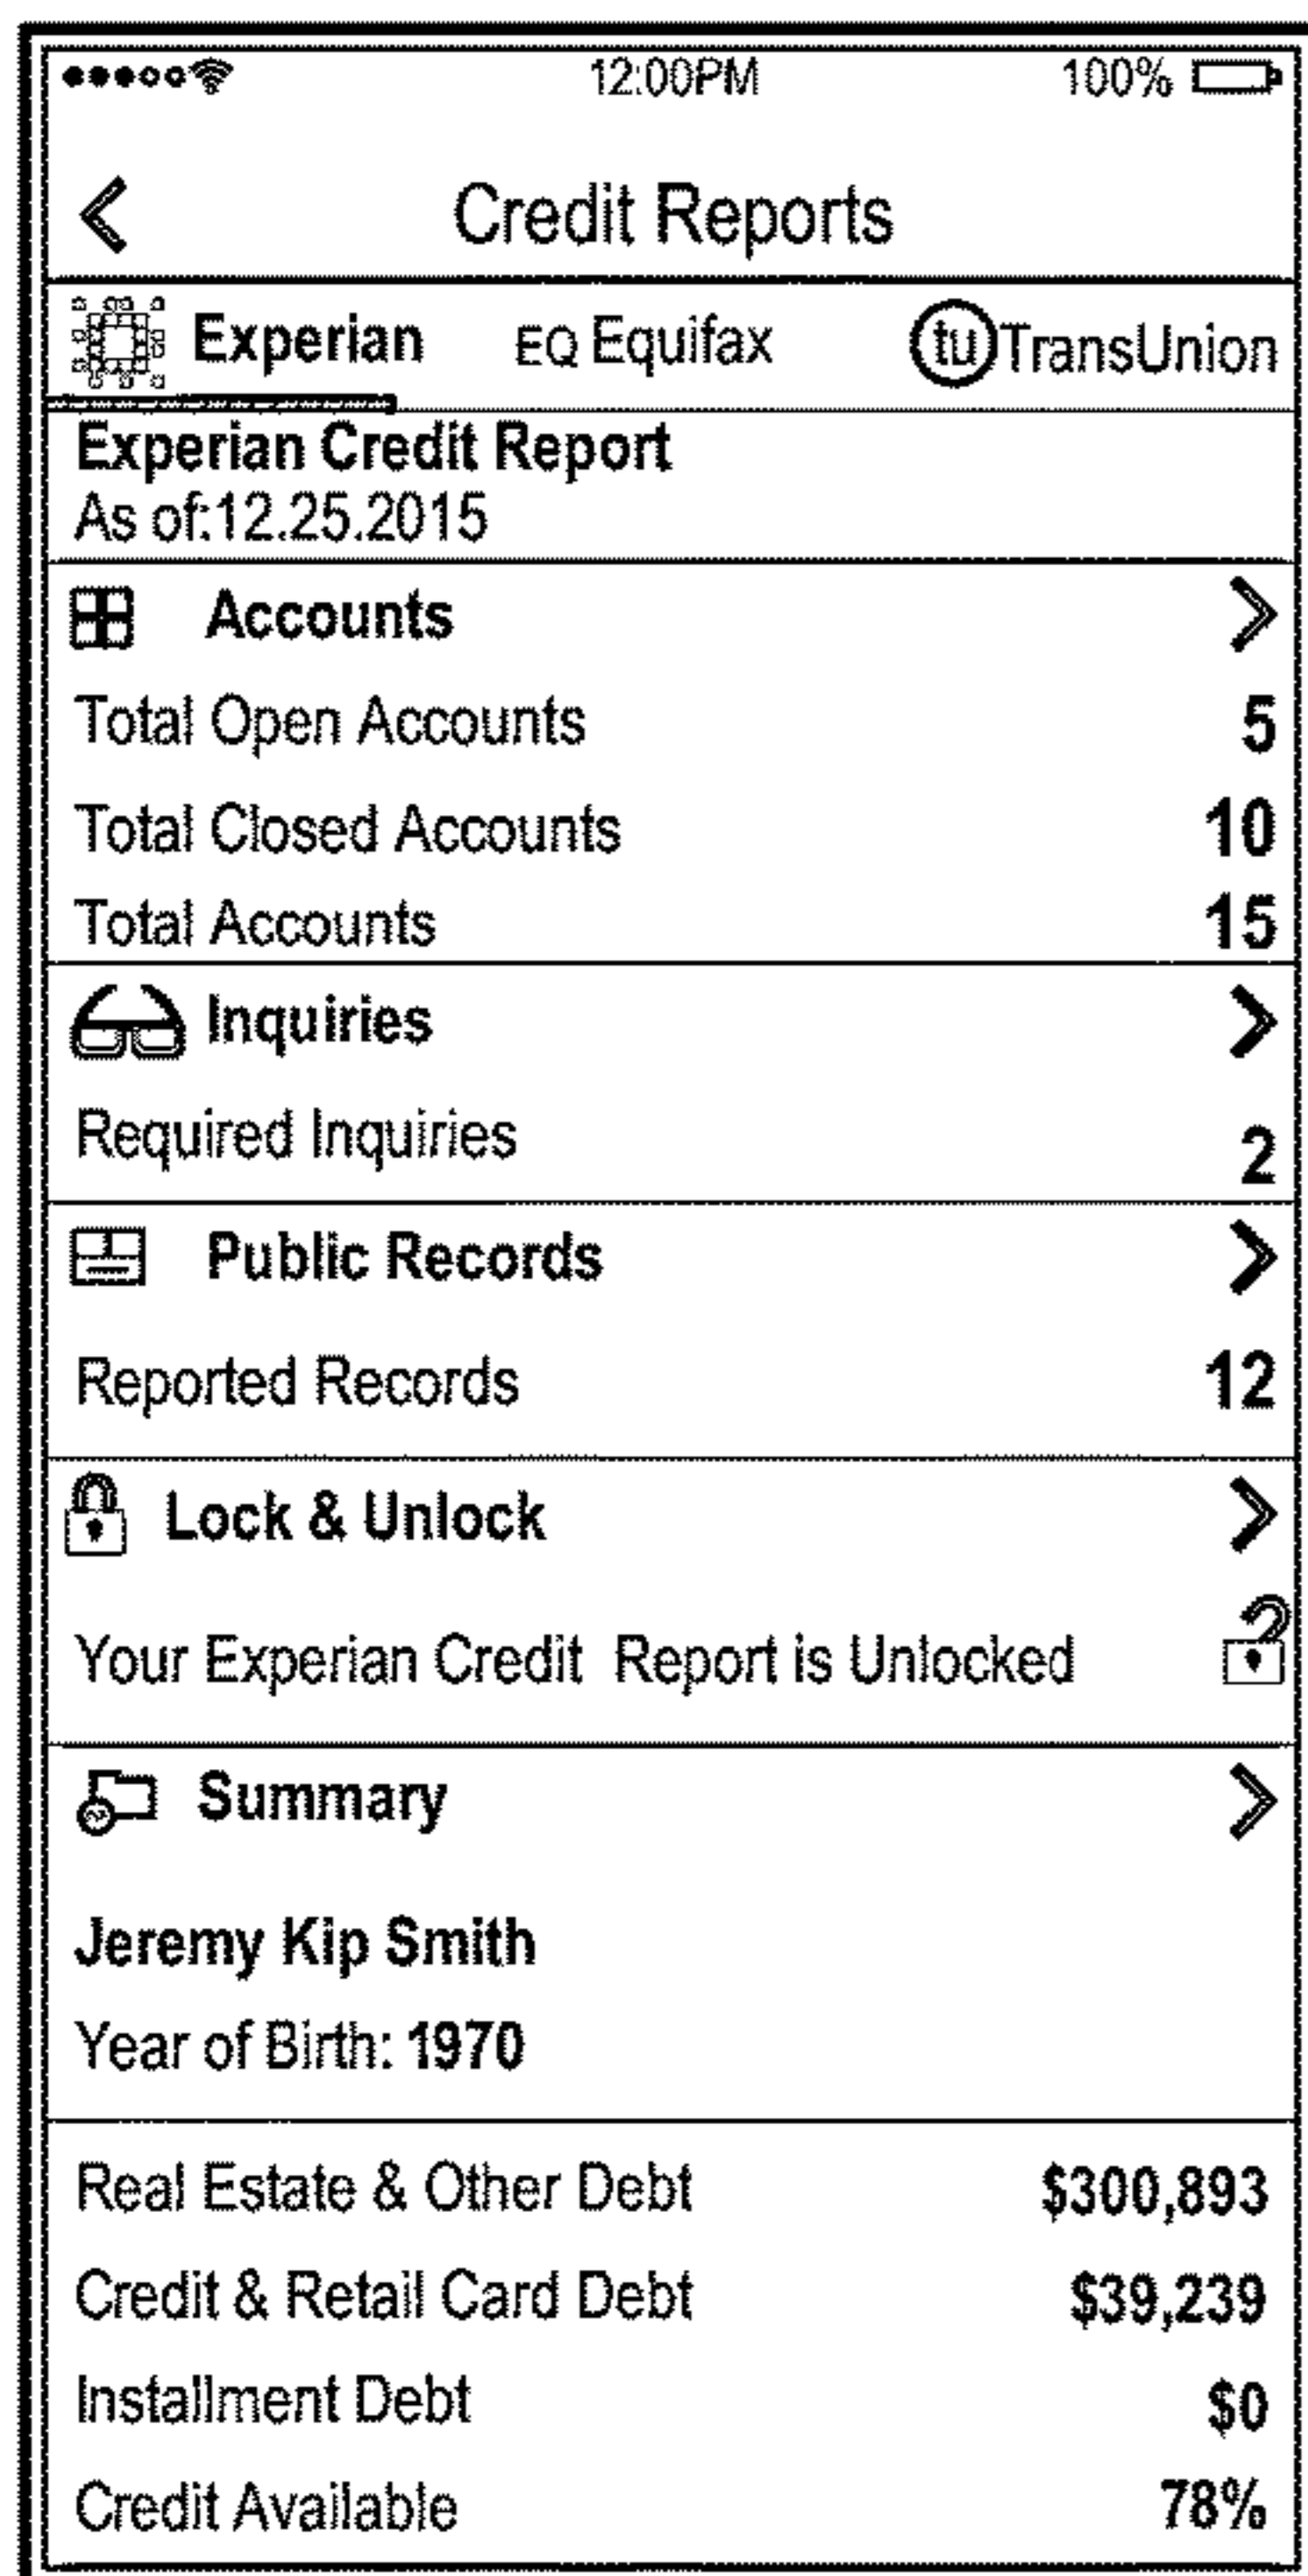 12:00PM 100%
Credit Reports
Experian EQ Equifax tu TransUnion
Experian Credit Report
As of:12.25.2015
Accounts
Total Open Accounts 5
Total Closed Accounts 10
Total Accounts 15
Inquiries
Required Inquiries 2
Public Records
Reported Records 12
Lock & Unlock
Your Experian Credit Report is Unlocked
Summary
Jeremy Kip Smith
Year of Birth: 1970
Real Estate & Other Debt $300,893
Credit & Retail Card Debt $39,239
Installment Debt $0
Credit Available 78%